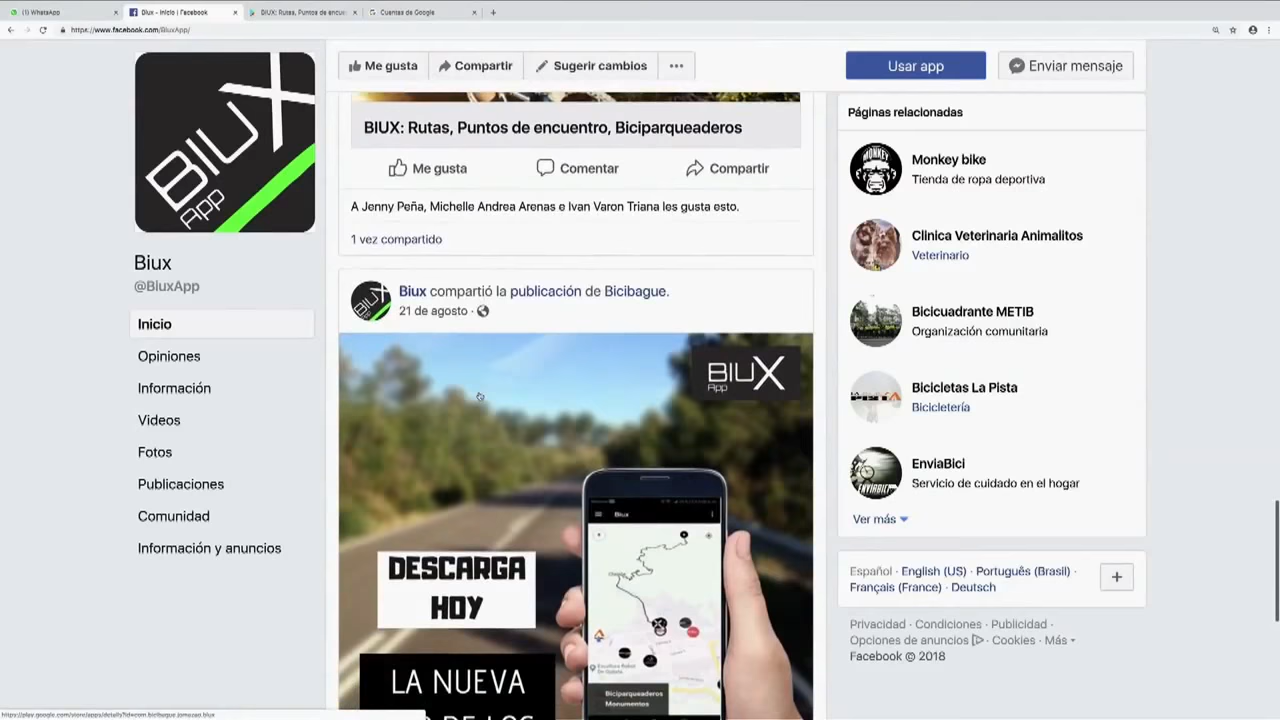 (1) WhatsApp
Biux - Inicio | Facebook
BIUX: Rutas, Puntos de encue
Cuentas de Google
https://www.facebook.com/BiuxApp/
Me gusta
Compartir
Sugerir cambios
Usar app
Enviar mensaje
BIUX
App
Biux
@BiuxApp
Inicio
Opiniones
Información
Videos
Fotos
Publicaciones
Comunidad
Información y anuncios
BIUX: Rutas, Puntos de encuentro, Biciparqueaderos
Me gusta
Comentar
Compartir
A Jenny Peña, Michelle Andrea Arenas e Ivan Varon Triana les gusta esto.
1 vez compartido
Biux compartió la publicación de Bicibague.
21 de agosto ·
BIUX
App
DESCARGA
HOY
LA NUEVA
DE LOS
Biux
Biciparqueaderos
Monumentos
Páginas relacionadas
MONKEY
Monkey bike
Tienda de ropa deportiva
Clinica Veterinaria Animalitos
Veterinario
Bicicuadrante METIB
Organización comunitaria
Bicicletas La Pista
Bicicletería
ENVIABICI
EnviaBici
Servicio de cuidado en el hogar
Ver más
Español · English (US) · Português (Brasil) ·
Français (France) · Deutsch
Privacidad · Condiciones · Publicidad ·
Opciones de anuncios · Cookies · Más
Facebook © 2018